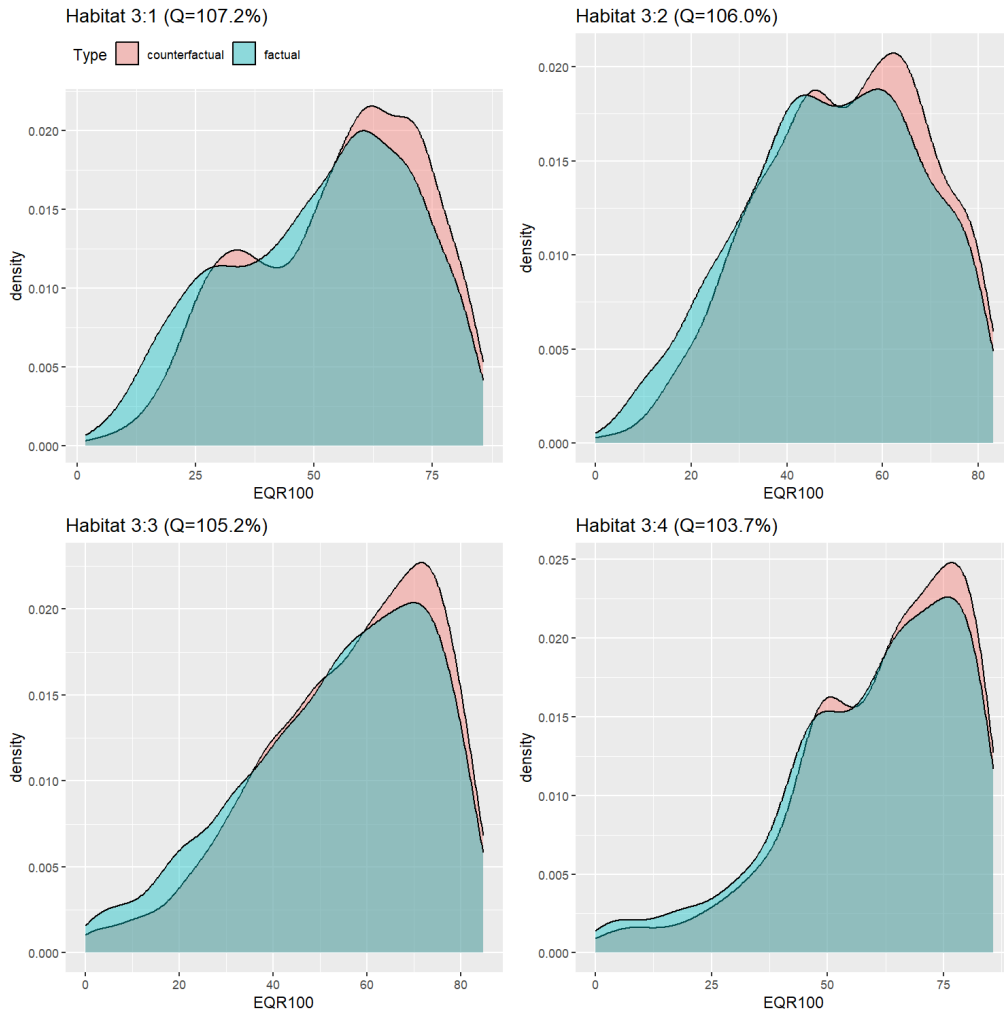 Habitat 3:1 (Q=107.2%)
Type counterfactual factual
0.020
0.015
0.010
0.005
0.000
density
0 25 50 75
EQR100
Habitat 3:2 (Q=106.0%)
0.020
0.015
0.010
0.005
0.000
density
0 20 40 60 80
EQR100
Habitat 3:3 (Q=105.2%)
0.020
0.015
0.010
0.005
0.000
density
0 20 40 60 80
EQR100
Habitat 3:4 (Q=103.7%)
0.025
0.020
0.015
0.010
0.005
0.000
density
0 25 50 75
EQR100